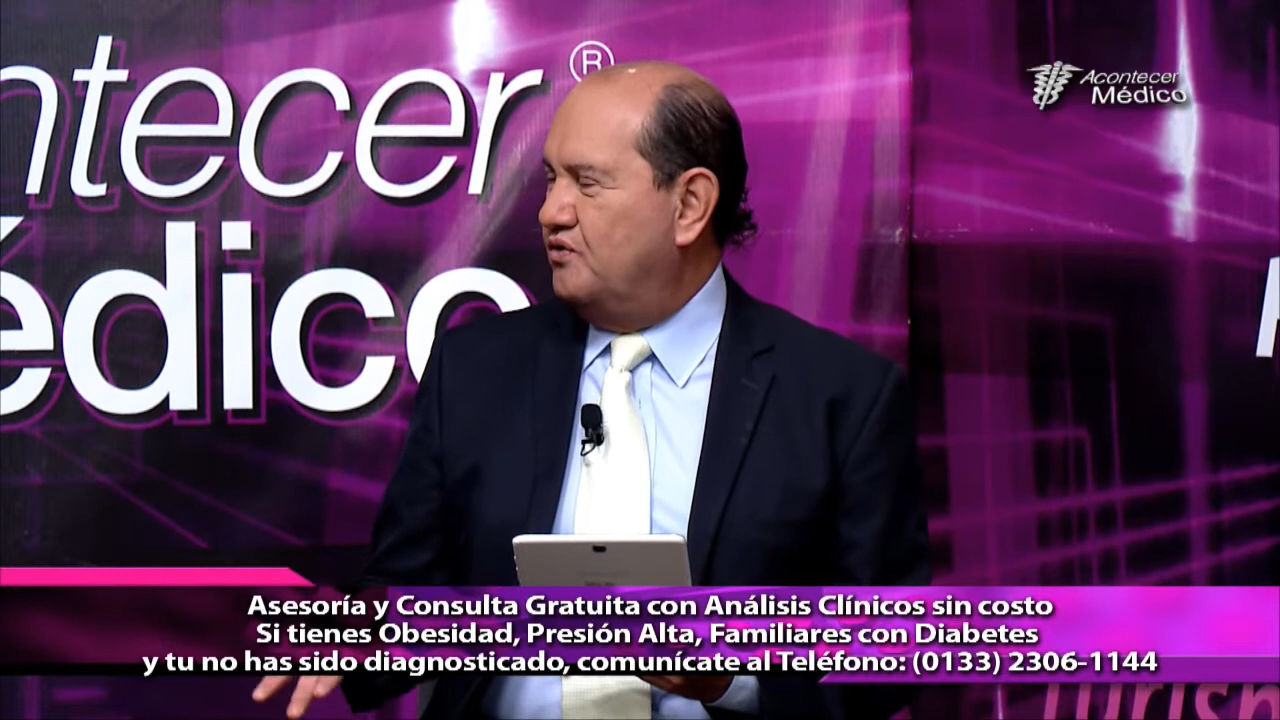 ntecer®
édico
Acontecer
Médico
Asesoría y Consulta Gratuita con Análisis Clínicos sin costo
Si tienes Obesidad, Presión Alta, Familiares con Diabetes
y tu no has sido diagnosticado, comunícate al Teléfono: (0133) 2306-1144
Turism